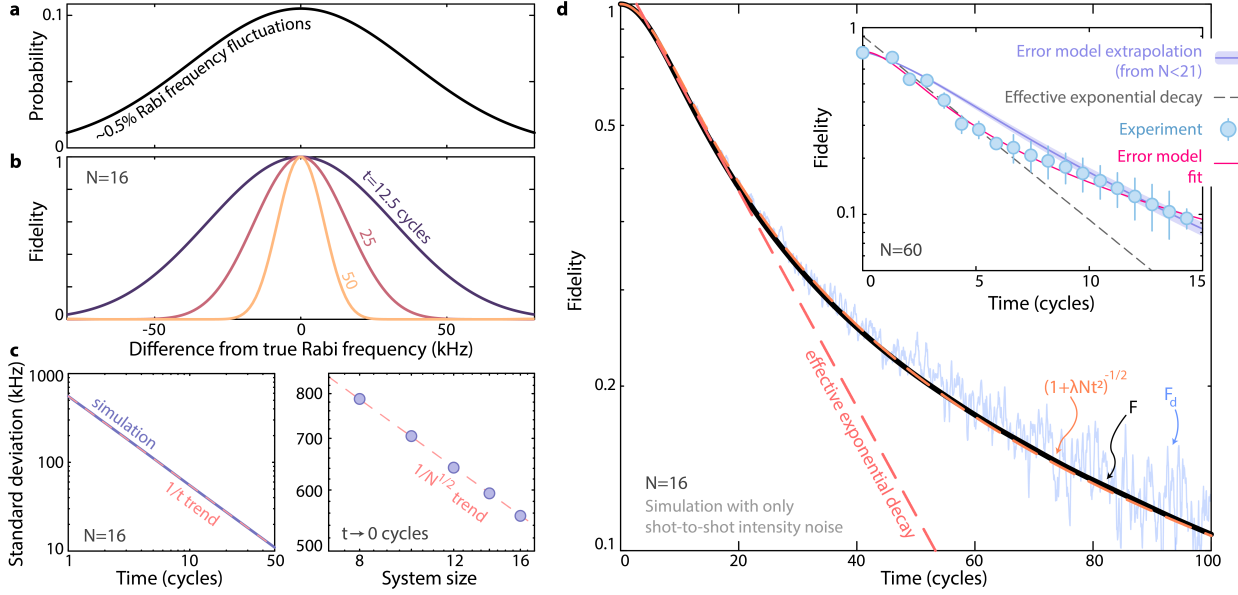 a
0.1
0
Probability
~0.5% Rabi frequency fluctuations
b
1
0
Fidelity
N=16
t=12.5 cycles
25
50
-50
0
50
Difference from true Rabi frequency (kHz)
c
1000
100
10
Standard deviation (kHz)
simulation
1/t trend
N=16
1
10
50
Time (cycles)
800
700
600
500
1/N^1/2 trend
t→0 cycles
8
10
12
14
16
System size
d
1
0.5
0.2
0.1
Fidelity
effective exponential decay
(1+λNt²)^-1/2
F
F_d
N=16
Simulation with only
shot-to-shot intensity noise
0
20
40
60
80
100
Time (cycles)
1
0.1
Fidelity
Error model extrapolation
(from N<21)
Effective exponential decay
Experiment
Error model
fit
N=60
0
5
10
15
Time (cycles)